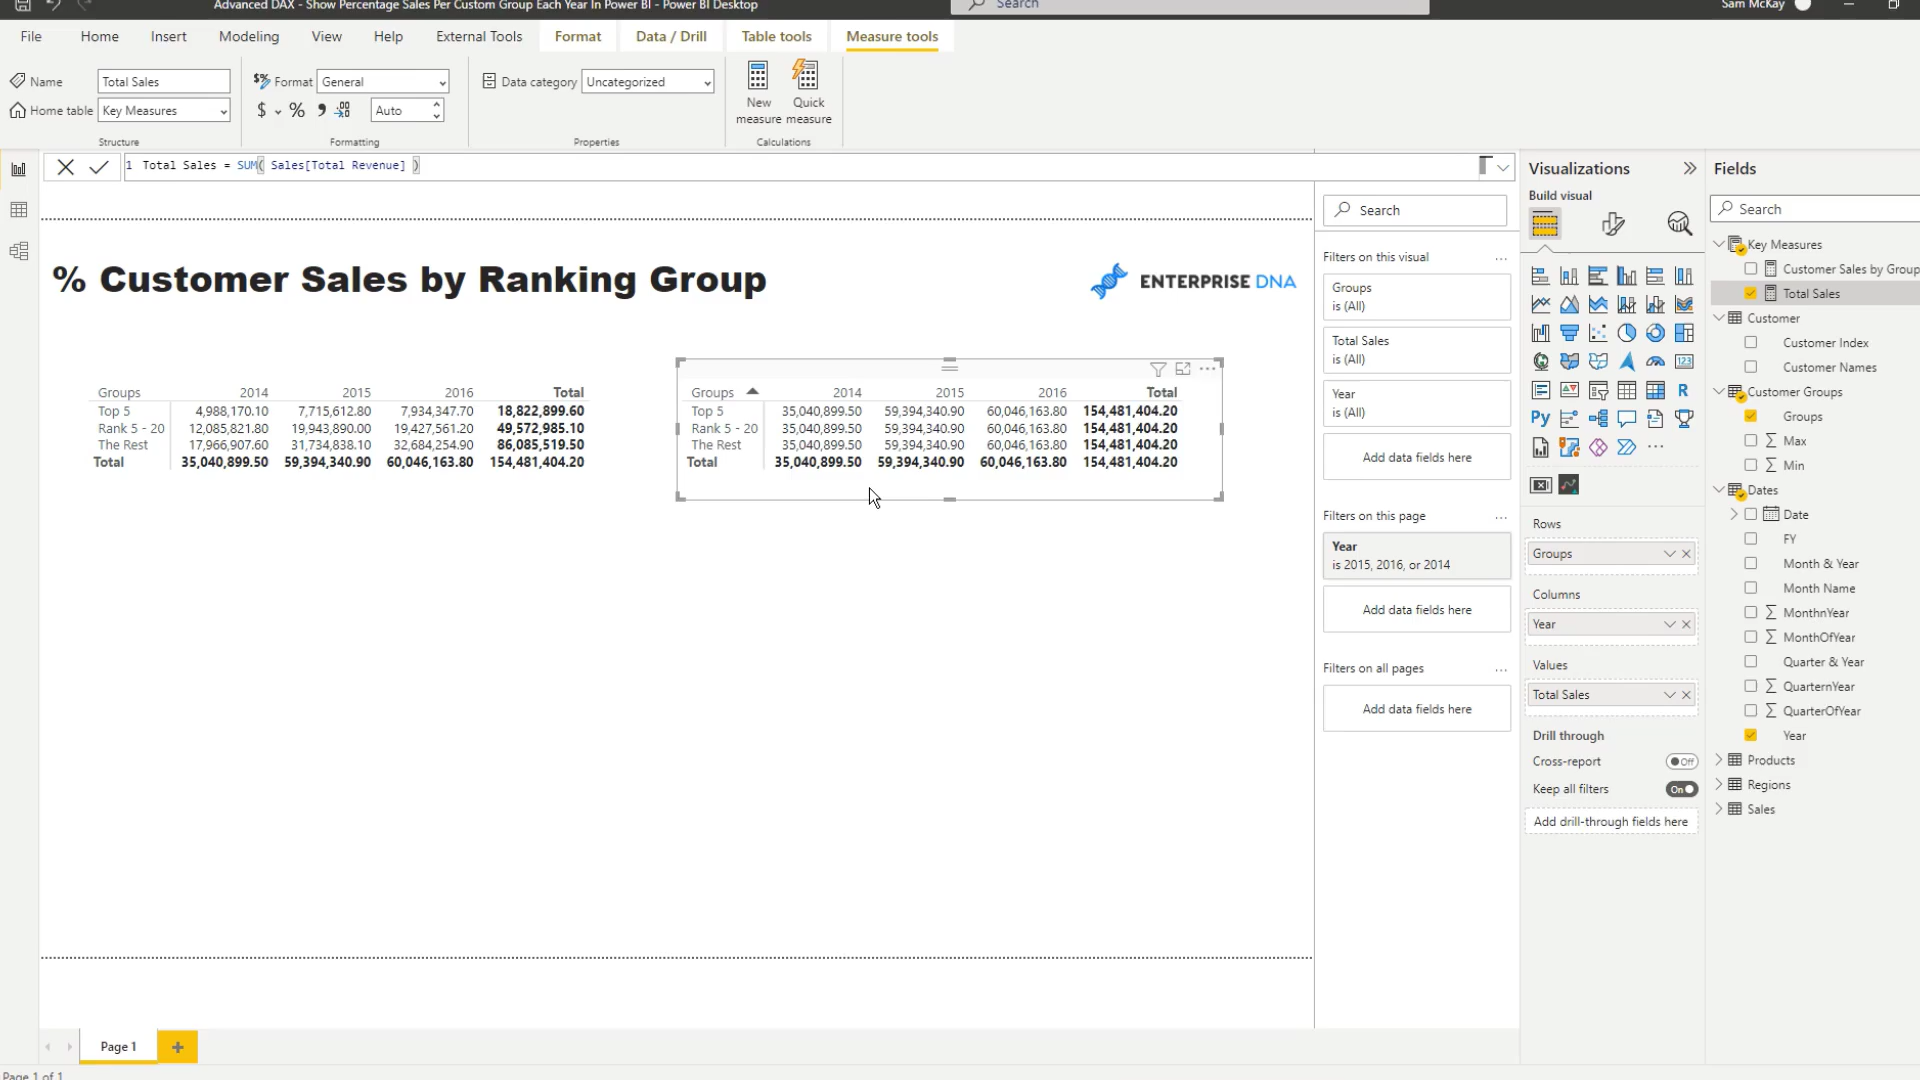 Advanced DAX - Show Percentage Sales Per Custom Group Each Year In Power BI - Power BI Desktop
Search
Sam McKay
File Home Insert Modeling View Help External Tools Format Data / Drill Table tools Measure tools
Name Total Sales
Home table Key Measures
Structure
Format General
$ % Auto
Formatting
Data category Uncategorized
Properties
New measure
Quick measure
Calculations
1 Total Sales = SUM( Sales[Total Revenue] )
% Customer Sales by Ranking Group
ENTERPRISE DNA
Groups 2014 2015 2016 Total
Top 5 4,988,170.10 7,715,612.80 7,934,347.70 18,822,899.60
Rank 5 - 20 12,085,821.80 19,943,890.00 19,427,561.20 49,572,985.10
The Rest 17,966,907.60 31,734,838.10 32,684,254.90 86,085,519.50
Total 35,040,899.50 59,394,340.90 60,046,163.80 154,481,404.20
Groups 2014 2015 2016 Total
Top 5 35,040,899.50 59,394,340.90 60,046,163.80 154,481,404.20
Rank 5 - 20 35,040,899.50 59,394,340.90 60,046,163.80 154,481,404.20
The Rest 35,040,899.50 59,394,340.90 60,046,163.80 154,481,404.20
Total 35,040,899.50 59,394,340.90 60,046,163.80 154,481,404.20
Page 1
Page 1 of 1
Search
Filters on this visual
Groups
is (All)
Total Sales
is (All)
Year
is (All)
Add data fields here
Filters on this page
Year
is 2015, 2016, or 2014
Add data fields here
Filters on all pages
Add data fields here
Visualizations
Build visual
123
R
Py
Rows
Groups
Columns
Year
Values
Total Sales
Drill through
Cross-report Off
Keep all filters On
Add drill-through fields here
Fields
Search
Key Measures
Customer Sales by Group
Total Sales
Customer
Customer Index
Customer Names
Customer Groups
Groups
Max
Min
Dates
Date
FY
Month & Year
Month Name
MonthnYear
MonthOfYear
Quarter & Year
QuarternYear
QuarterOfYear
Year
Products
Regions
Sales